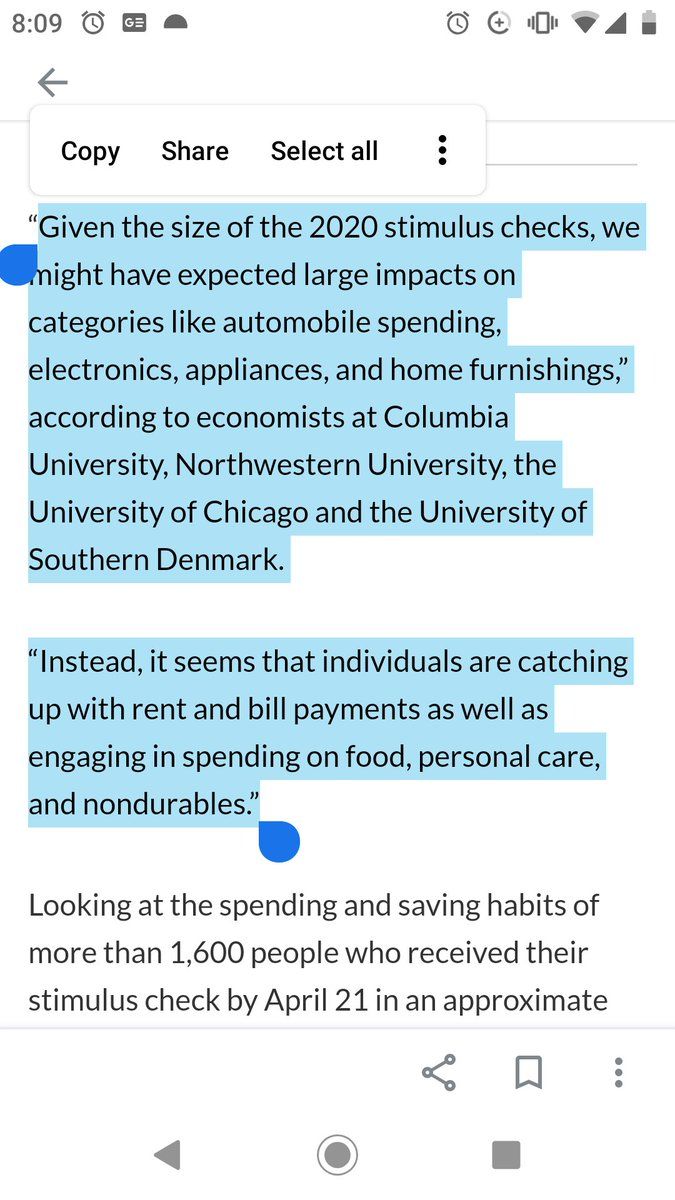 8:09 GE
Copy Share Select all
“Given the size of the 2020 stimulus checks, we
might have expected large impacts on
categories like automobile spending,
electronics, appliances, and home furnishings,”
according to economists at Columbia
University, Northwestern University, the
University of Chicago and the University of
Southern Denmark.
“Instead, it seems that individuals are catching
up with rent and bill payments as well as
engaging in spending on food, personal care,
and nondurables.”
Looking at the spending and saving habits of
more than 1,600 people who received their
stimulus check by April 21 in an approximate